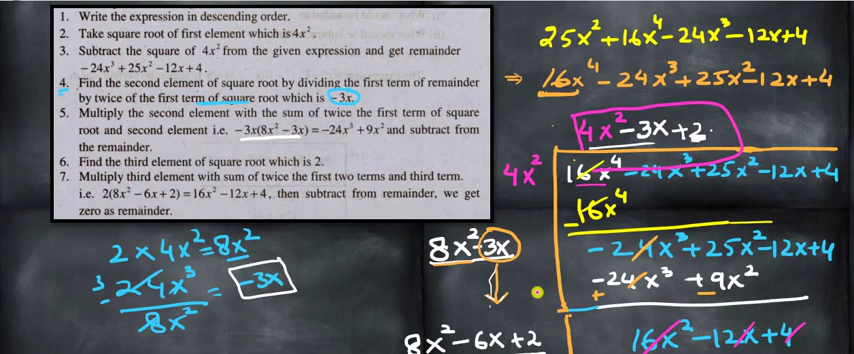 1. Write the expression in descending order.
2. Take square root of first element which is 4x².
3. Subtract the square of 4x² from the given expression and get remainder
−24x³ + 25x² −12x + 4.
4. Find the second element of square root by dividing the first term of remainder
by twice of the first term of square root which is −3x.
5. Multiply the second element with the sum of twice the first term of square
root and second element i.e. −3x(8x² − 3x) = −24x³ + 9x² and subtract from
the remainder.
6. Find the third element of square root which is 2.
7. Multiply third element with sum of twice the first two terms and third term.
i.e. 2(8x² − 6x + 2) = 16x² − 12x + 4, then subtract from remainder, we get
zero as remainder.
25x² + 16x⁴ − 24x³ − 12x + 4
⇒ 16x⁴ − 24x³ + 25x² − 12x + 4
4x² − 3x + 2
4x² 16x⁴ − 24x³ + 25x² − 12x + 4
−16x⁴
8x² − 3x − 24x³ + 25x² − 12x + 4
−24x³ + 9x²
+ −
8x² − 6x + 2 16x² − 12x + 4
2 × 4x² = 8x²
3 −24x³ = −3x
8x²